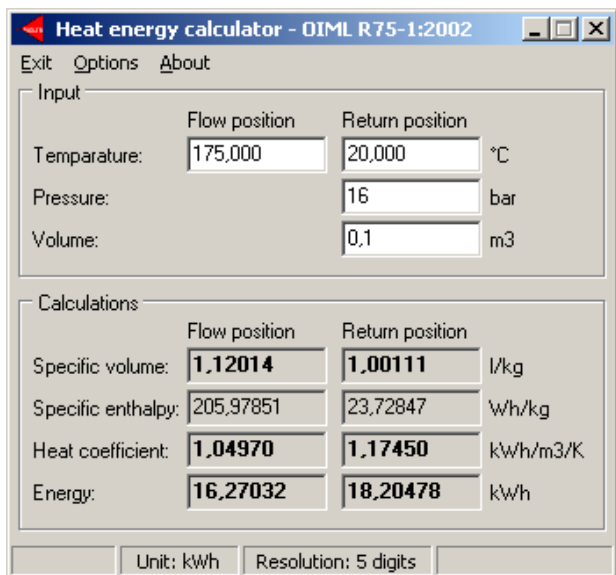 Heat energy calculator - OIML R75-1:2002
Exit Options About
Input
Flow position Return position
Temparature: 175,000 20,000 °C
Pressure: 16 bar
Volume: 0,1 m3
Calculations
Flow position Return position
Specific volume: 1,12014 1,00111 l/kg
Specific enthalpy: 205,97851 23,72847 Wh/kg
Heat coefficient: 1,04970 1,17450 kWh/m3/K
Energy: 16,27032 18,20478 kWh
Unit: kWh Resolution: 5 digits